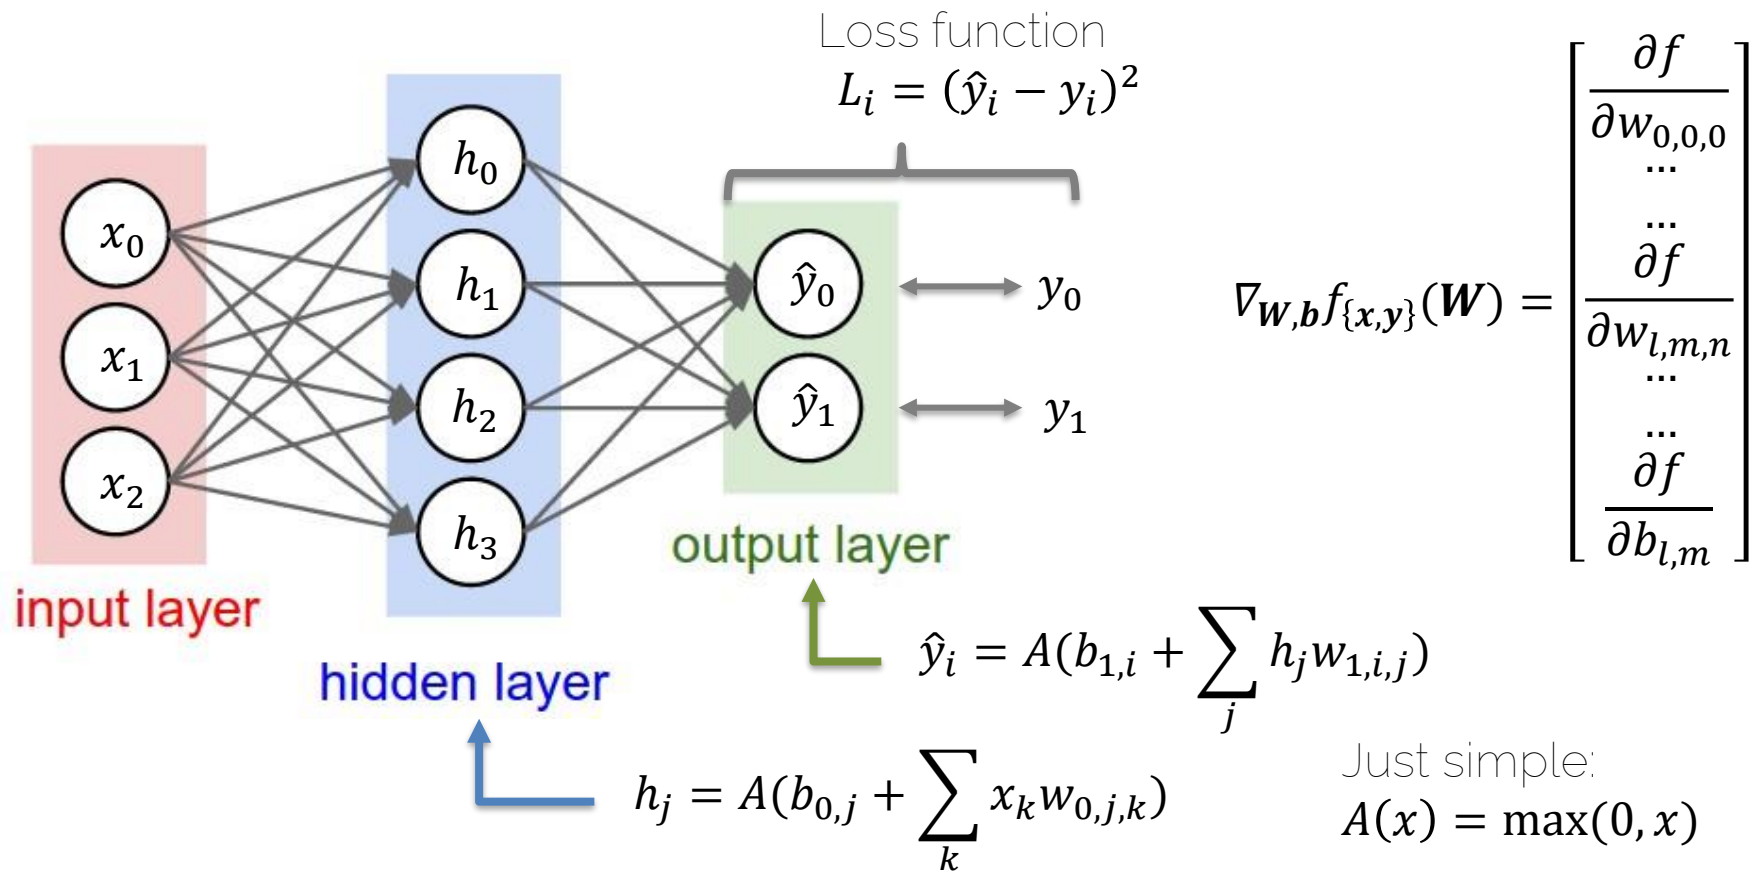 Loss function
L_i = (ŷ_i − y_i)^2
x_0
x_1
x_2
input layer
h_0
h_1
h_2
h_3
hidden layer
ŷ_0
ŷ_1
output layer
y_0
y_1
∇_{W,b} f_{{x,y}}(W) =
∂f
∂w_{0,0,0}
...
...
∂f
∂w_{l,m,n}
...
...
∂f
∂b_{l,m}
ŷ_i = A(b_{1,i} + ∑_j h_j w_{1,i,j})
h_j = A(b_{0,j} + ∑_k x_k w_{0,j,k})
Just simple:
A(x) = max(0, x)